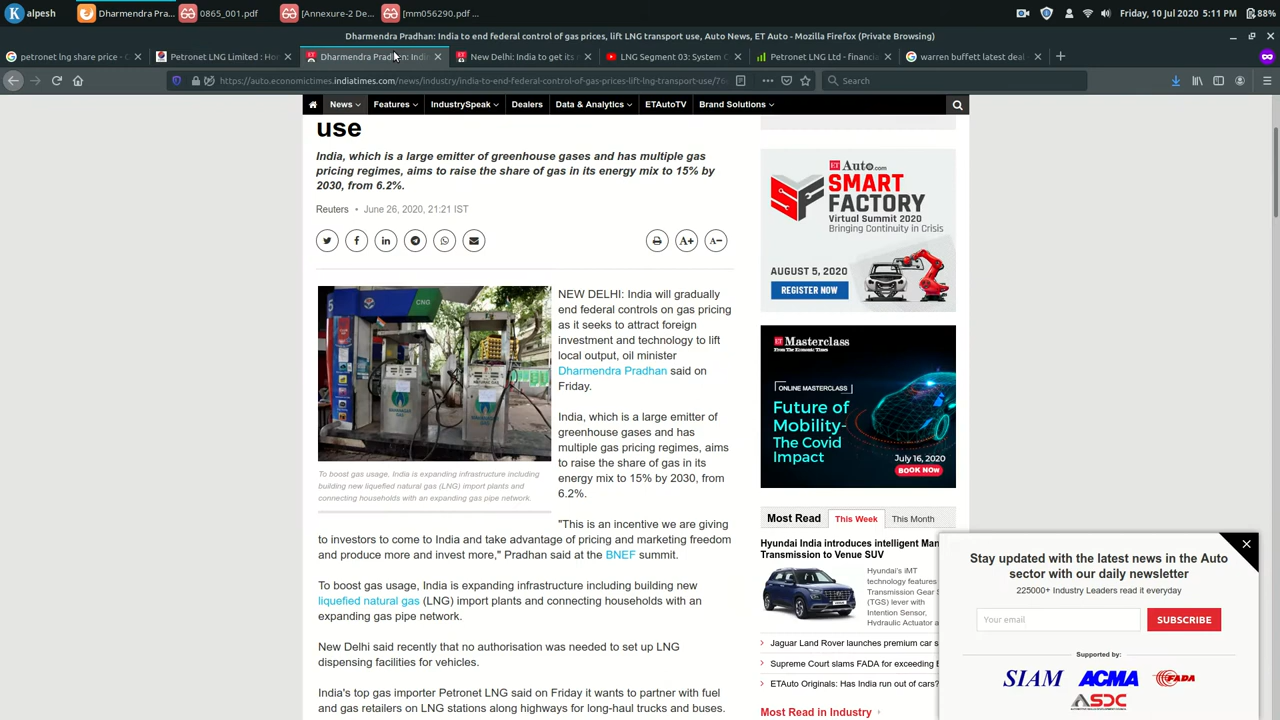 alpesh
Dharmendra Pra...
0865_001.pdf
[Annexure-2 De...
[mm056290.pdf ...
Friday, 10 July 2020
5:11 PM
88%
Dharmendra Pradhan: India to end federal control of gas prices, lift LNG transport use, Auto News, ET Auto - Mozilla Firefox (Private Browsing)
petronet lng share price - G
Petronet LNG Limited : Hom
Dharmendra Pradhan: India
New Delhi: India to get its
LNG Segment 03: System O
Petronet LNG Ltd - financia
warren buffett latest deal -
https://auto.economictimes.indiatimes.com/news/industry/india-to-end-federal-control-of-gas-prices-lift-lng-transport-use/76
Search
News
Features
IndustrySpeak
Dealers
Data & Analytics
ETAutoTV
Brand Solutions
use
India, which is a large emitter of greenhouse gases and has multiple gas
pricing regimes, aims to raise the share of gas in its energy mix to 15% by
2030, from 6.2%.
Reuters • June 26, 2020, 21:21 IST
A+
A−
5
CNG
To boost gas usage, India is expanding infrastructure including
building new liquefied natural gas (LNG) import plants and
connecting households with an expanding gas pipe network.
NEW DELHI: India will gradually
end federal controls on gas pricing
as it seeks to attract foreign
investment and technology to lift
local output, oil minister
Dharmendra Pradhan said on
Friday.
India, which is a large emitter of
greenhouse gases and has
multiple gas pricing regimes, aims
to raise the share of gas in its
energy mix to 15% by 2030, from
6.2%.
"This is an incentive we are giving
to investors to come to India and take advantage of pricing and marketing freedom
and produce more and invest more," Pradhan said at the BNEF summit.
To boost gas usage, India is expanding infrastructure including building new
liquefied natural gas (LNG) import plants and connecting households with an
expanding gas pipe network.
New Delhi said recently that no authorisation was needed to set up LNG
dispensing facilities for vehicles.
India's top gas importer Petronet LNG said on Friday it wants to partner with fuel
and gas retailers on LNG stations along highways for long-haul trucks and buses.
ET Auto.com
SMART
FACTORY
Virtual Summit 2020
Bringing Continuity in Crisis
AUGUST 5, 2020
REGISTER NOW
ET Masterclass
From The Economic Times
ONLINE MASTERCLASS
Future of
Mobility-
The Covid
Impact
July 16, 2020
BOOK NOW
Most Read
This Week
This Month
Hyundai India introduces intelligent Man
Transmission to Venue SUV
Hyundai's iMT
technology features
Transmission Gear S
(TGS) lever with
Intention Sensor,
Hydraulic Actuator a
Jaguar Land Rover launches premium car s
Supreme Court slams FADA for exceeding B
ETAuto Originals: Has India run out of cars?
Most Read in Industry
Stay updated with the latest news in the Auto
sector with our daily newsletter
225000+ Industry Leaders read it everyday
Your email
SUBSCRIBE
Supported by:
SIAM
ACMA
FADA
ASDC